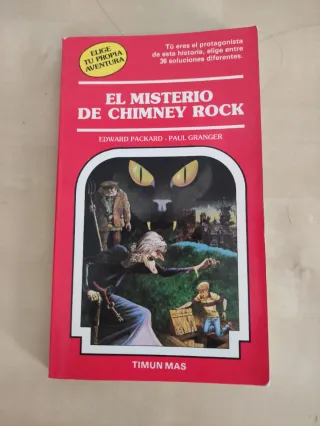 ELIGE
TU PROPIA
AVENTURA
Tú eres el protagonista
de esta historia, elige entre
36 soluciones diferentes.
EL MISTERIO
DE CHIMNEY ROCK
EDWARD PACKARD - PAUL GRANGER
TIMUN MAS